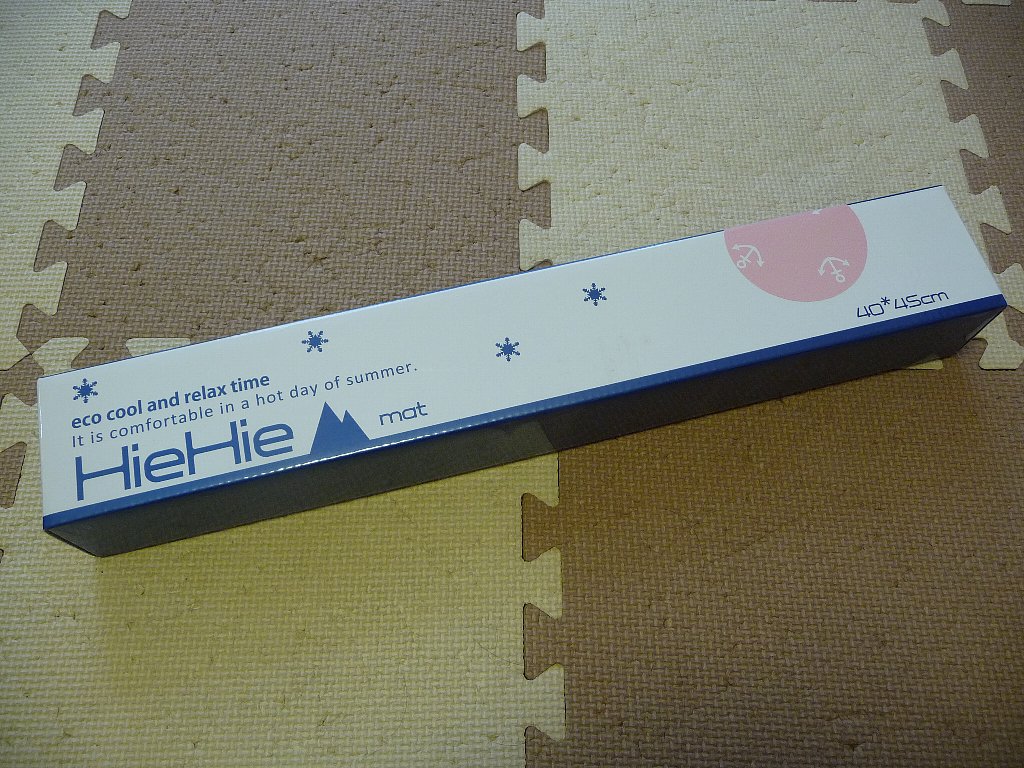 eco cool and relax time
It is comfortable in a hot day of summer.
HieHie mat
40*45cm